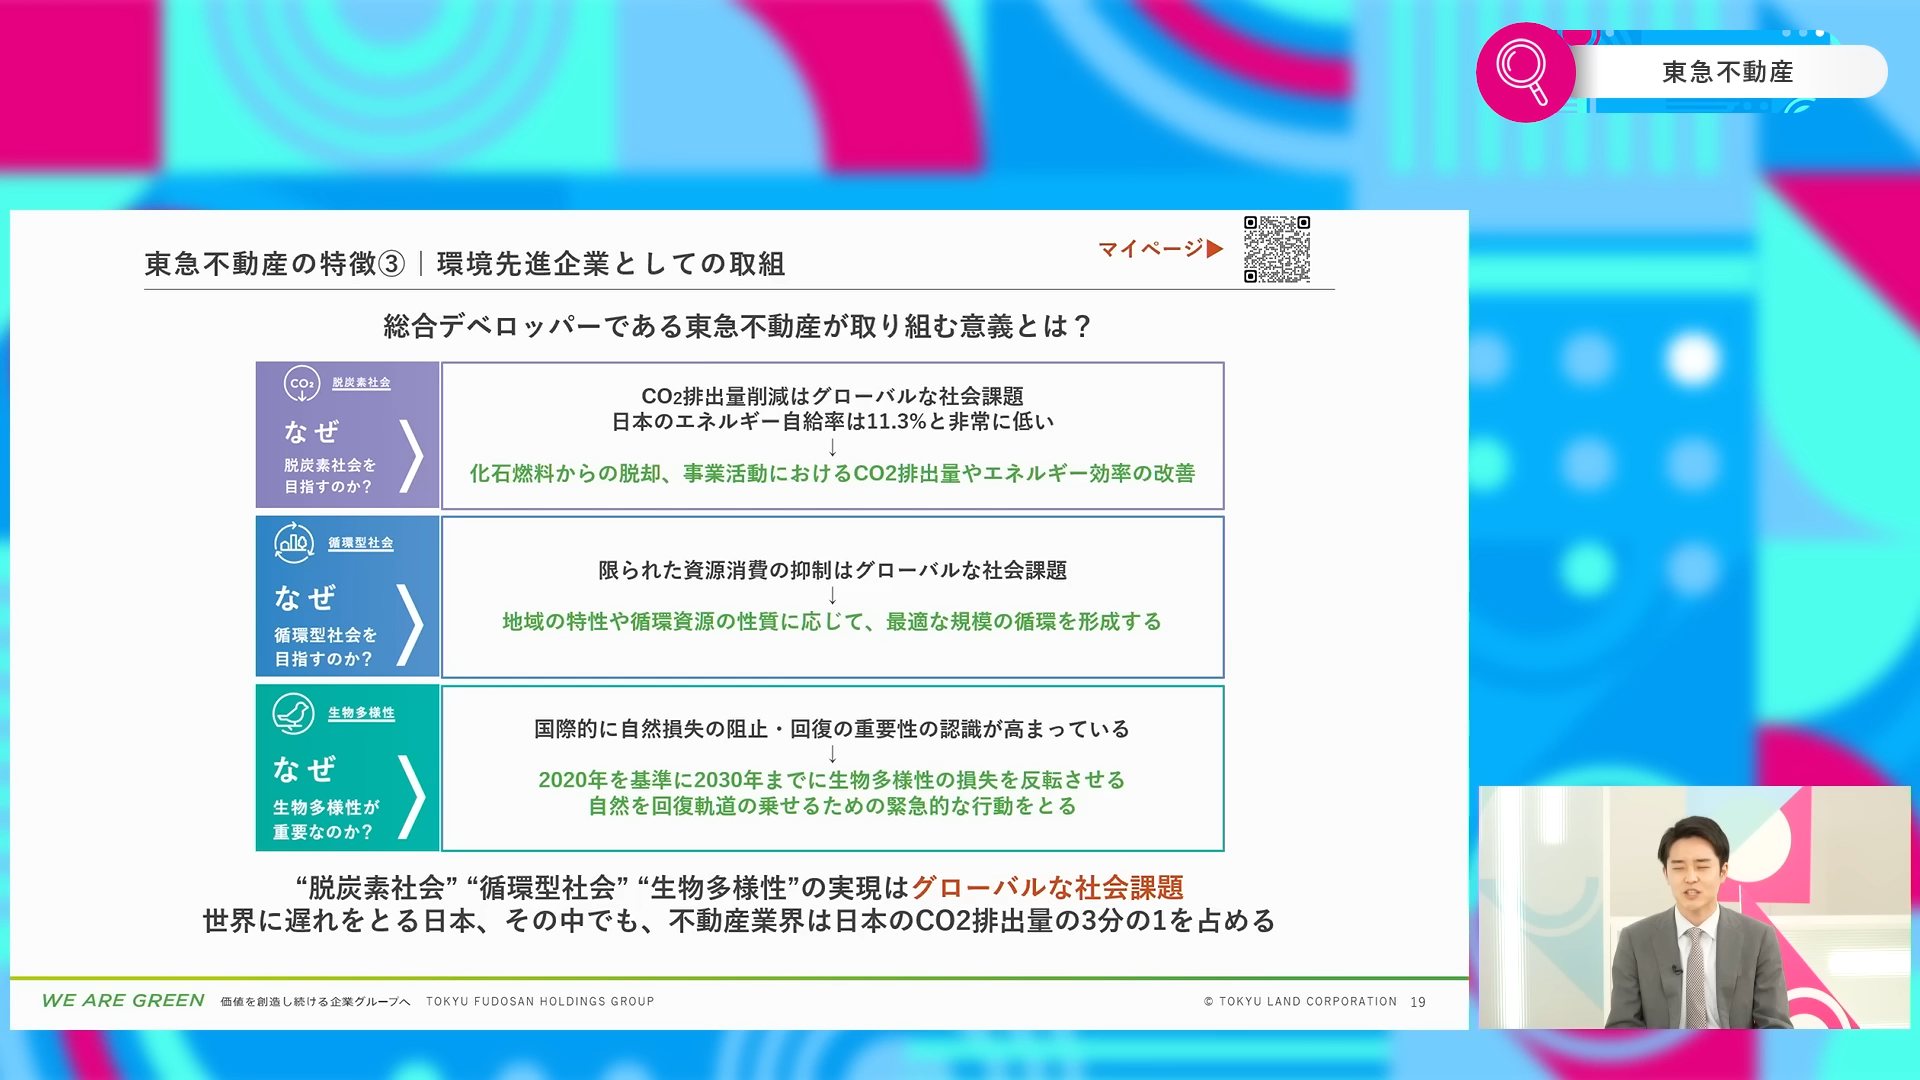 東急不動産
東急不動産の特徴③｜環境先進企業としての取組
マイページ▶
総合デベロッパーである東急不動産が取り組む意義とは？
CO₂
脱炭素社会
なぜ
脱炭素社会を
目指すのか?
CO₂排出量削減はグローバルな社会課題
日本のエネルギー自給率は11.3%と非常に低い
↓
化石燃料からの脱却、事業活動におけるCO2排出量やエネルギー効率の改善
循環型社会
なぜ
循環型社会を
目指すのか?
限られた資源消費の抑制はグローバルな社会課題
↓
地域の特性や循環資源の性質に応じて、最適な規模の循環を形成する
生物多様性
なぜ
生物多様性が
重要なのか?
国際的に自然損失の阻止・回復の重要性の認識が高まっている
↓
2020年を基準に2030年までに生物多様性の損失を反転させる
自然を回復軌道の乗せるための緊急的な行動をとる
“脱炭素社会” “循環型社会” “生物多様性”の実現はグローバルな社会課題
世界に遅れをとる日本、その中でも、不動産業界は日本のCO2排出量の3分の1を占める
WE ARE GREEN 価値を創造し続ける企業グループへ TOKYU FUDOSAN HOLDINGS GROUP
© TOKYU LAND CORPORATION 19